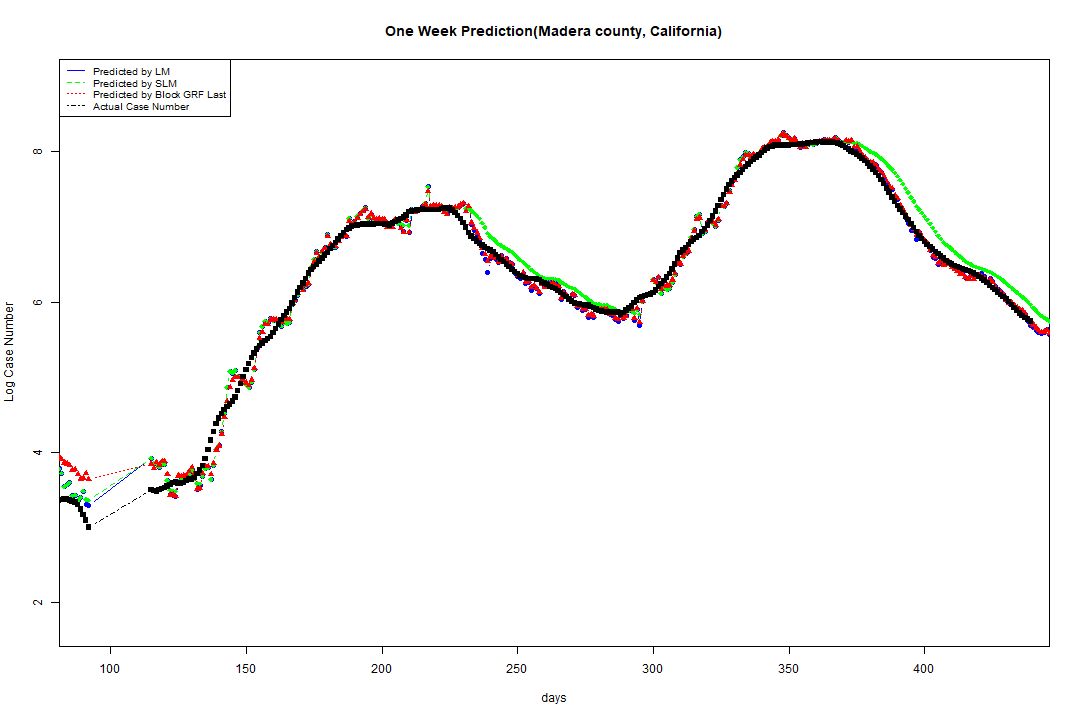 One Week Prediction(Madera county, California)
Predicted by LM
Predicted by SLM
Predicted by Block GRF Last
Actual Case Number
8
6
4
2
Log Case Number
100 150 200 250 300 350 400
days